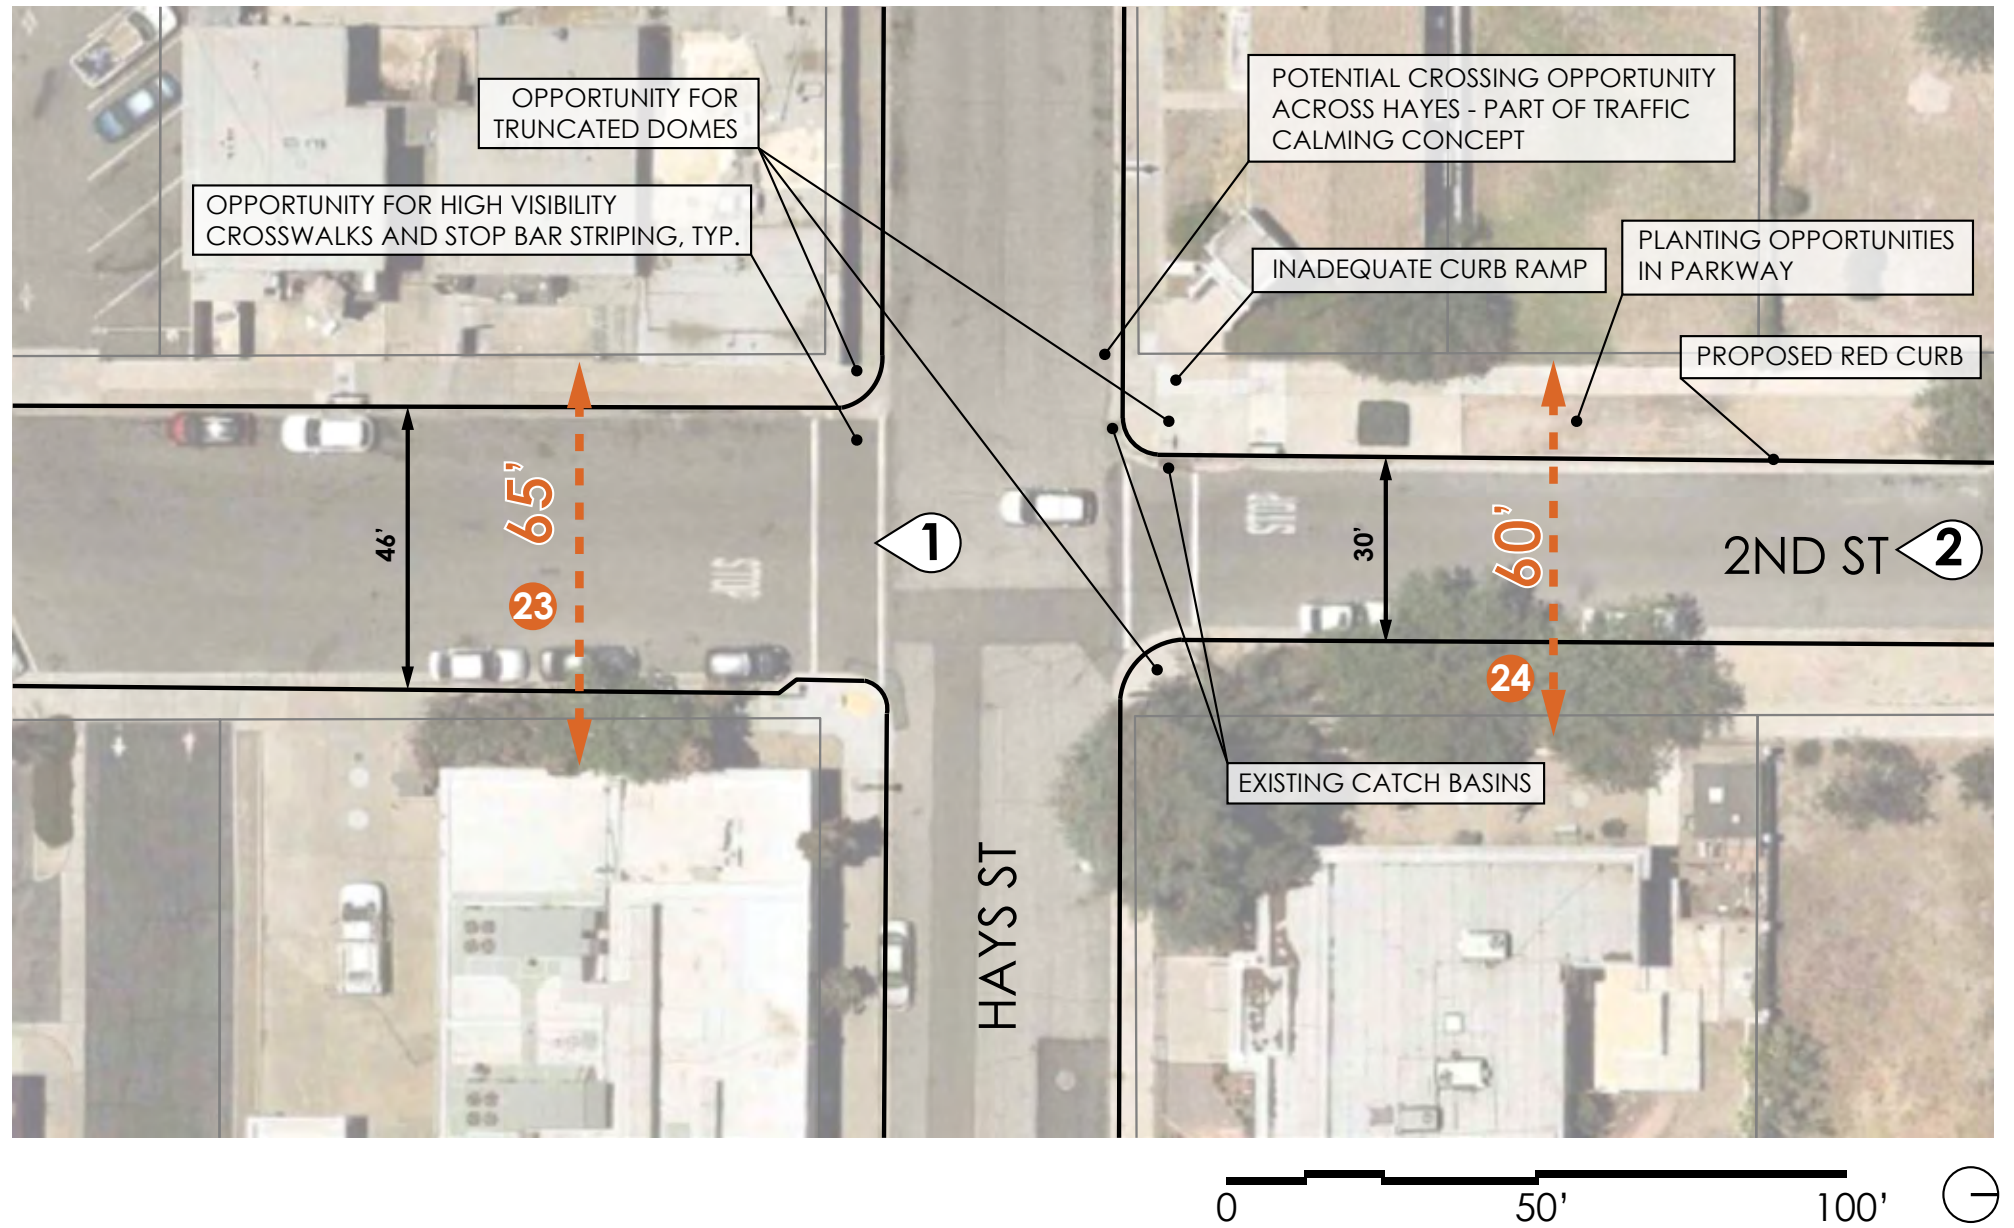 OPPORTUNITY FOR
TRUNCATED DOMES
OPPORTUNITY FOR HIGH VISIBILITY
CROSSWALKS AND STOP BAR STRIPING, TYP.
POTENTIAL CROSSING OPPORTUNITY
ACROSS HAYES - PART OF TRAFFIC
CALMING CONCEPT
INADEQUATE CURB RAMP
PLANTING OPPORTUNITIES
IN PARKWAY
PROPOSED RED CURB
46'
65'
23
STOP
1
STOP
30'
60'
24
2ND ST
2
EXISTING CATCH BASINS
HAYS ST
0
50'
100'